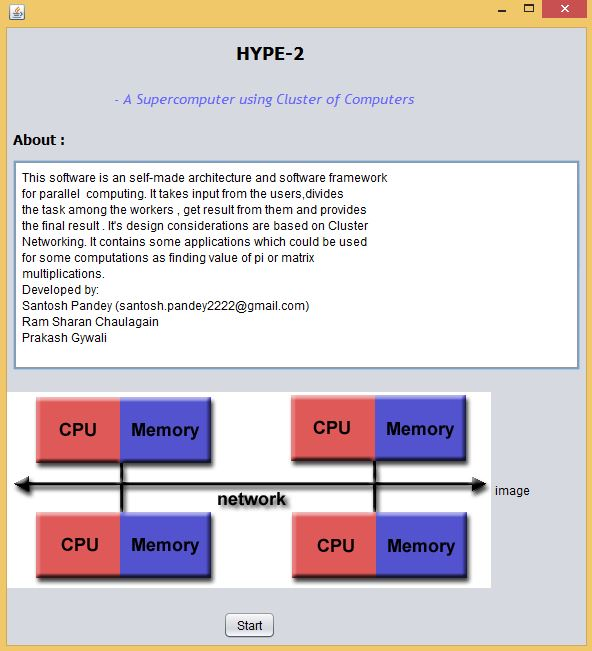 HYPE-2
- A Supercomputer using Cluster of Computers
About :
This software is an self-made architecture and software framework
for parallel  computing. It takes input from the users,divides
the task among the workers , get result from them and provides
the final result . It's design considerations are based on Cluster
Networking. It contains some applications which could be used
for some computations as finding value of pi or matrix
multiplications.
Developed by:
Santosh Pandey (santosh.pandey2222@gmail.com)
Ram Sharan Chaulagain
Prakash Gywali
CPU Memory CPU Memory
network
image
CPU Memory CPU Memory
Start